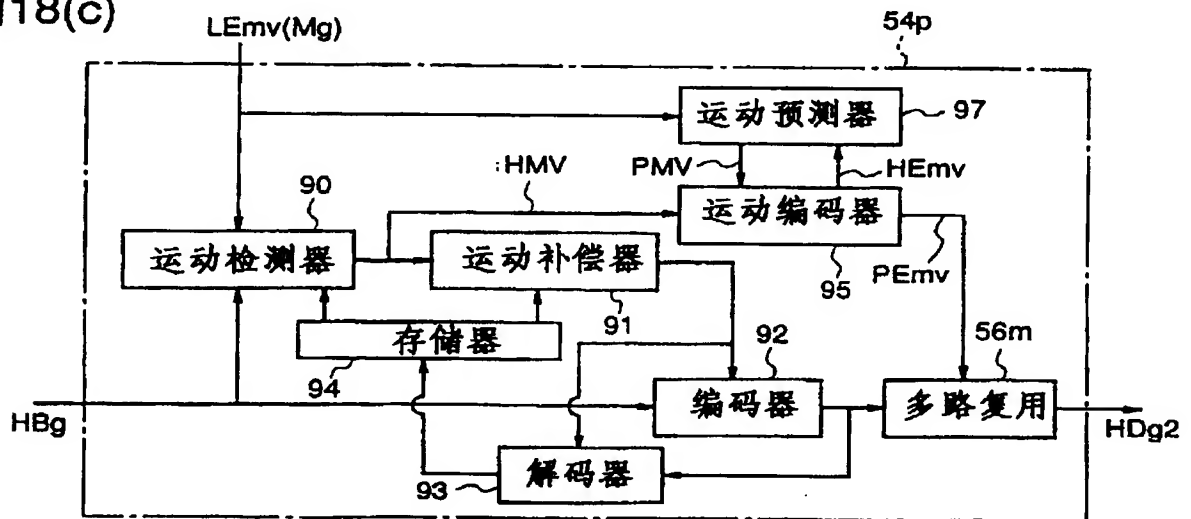 18(c)
LEmv(Mg)
54p
运动预测器
97
PMV
HEmv
HMV
90
运动编码器
运动检测器
运动补偿器
95
PEmv
91
存储器
94
92
56m
HBg
编码器
多路复用
HDg2
解码器
93